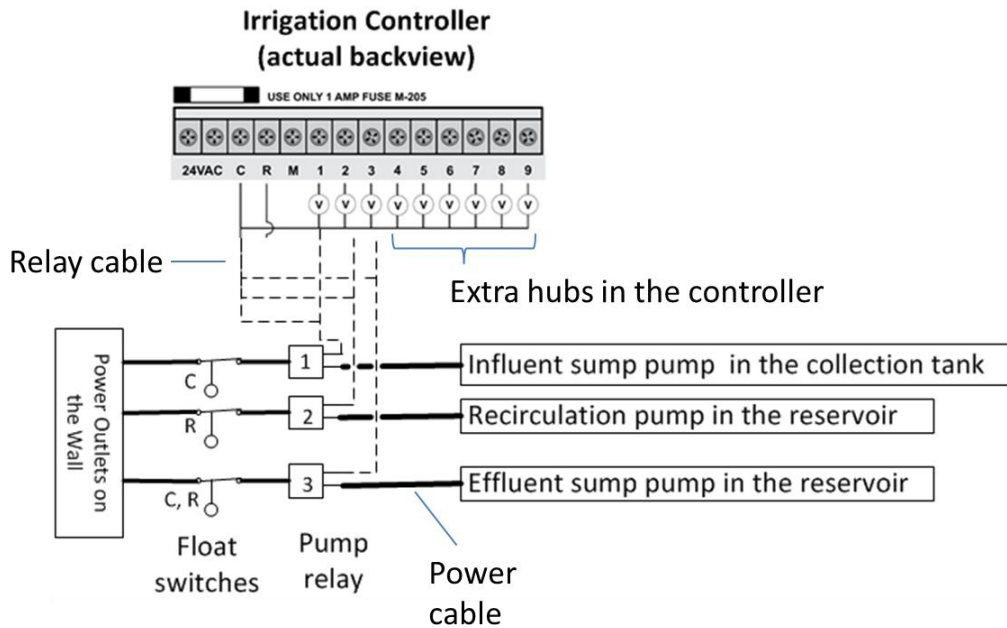 Irrigation Controller
(actual backview)
USE ONLY 1 AMP FUSE M-205
24VAC C R M 1 2 3 4 5 6 7 8 9
V V V V V V V V V
Relay cable
Extra hubs in the controller
Power Outlets on
the Wall
C
1
Influent sump pump in the collection tank
R
2
Recirculation pump in the reservoir
C, R
3
Effluent sump pump in the reservoir
Float
switches
Pump
relay
Power
cable